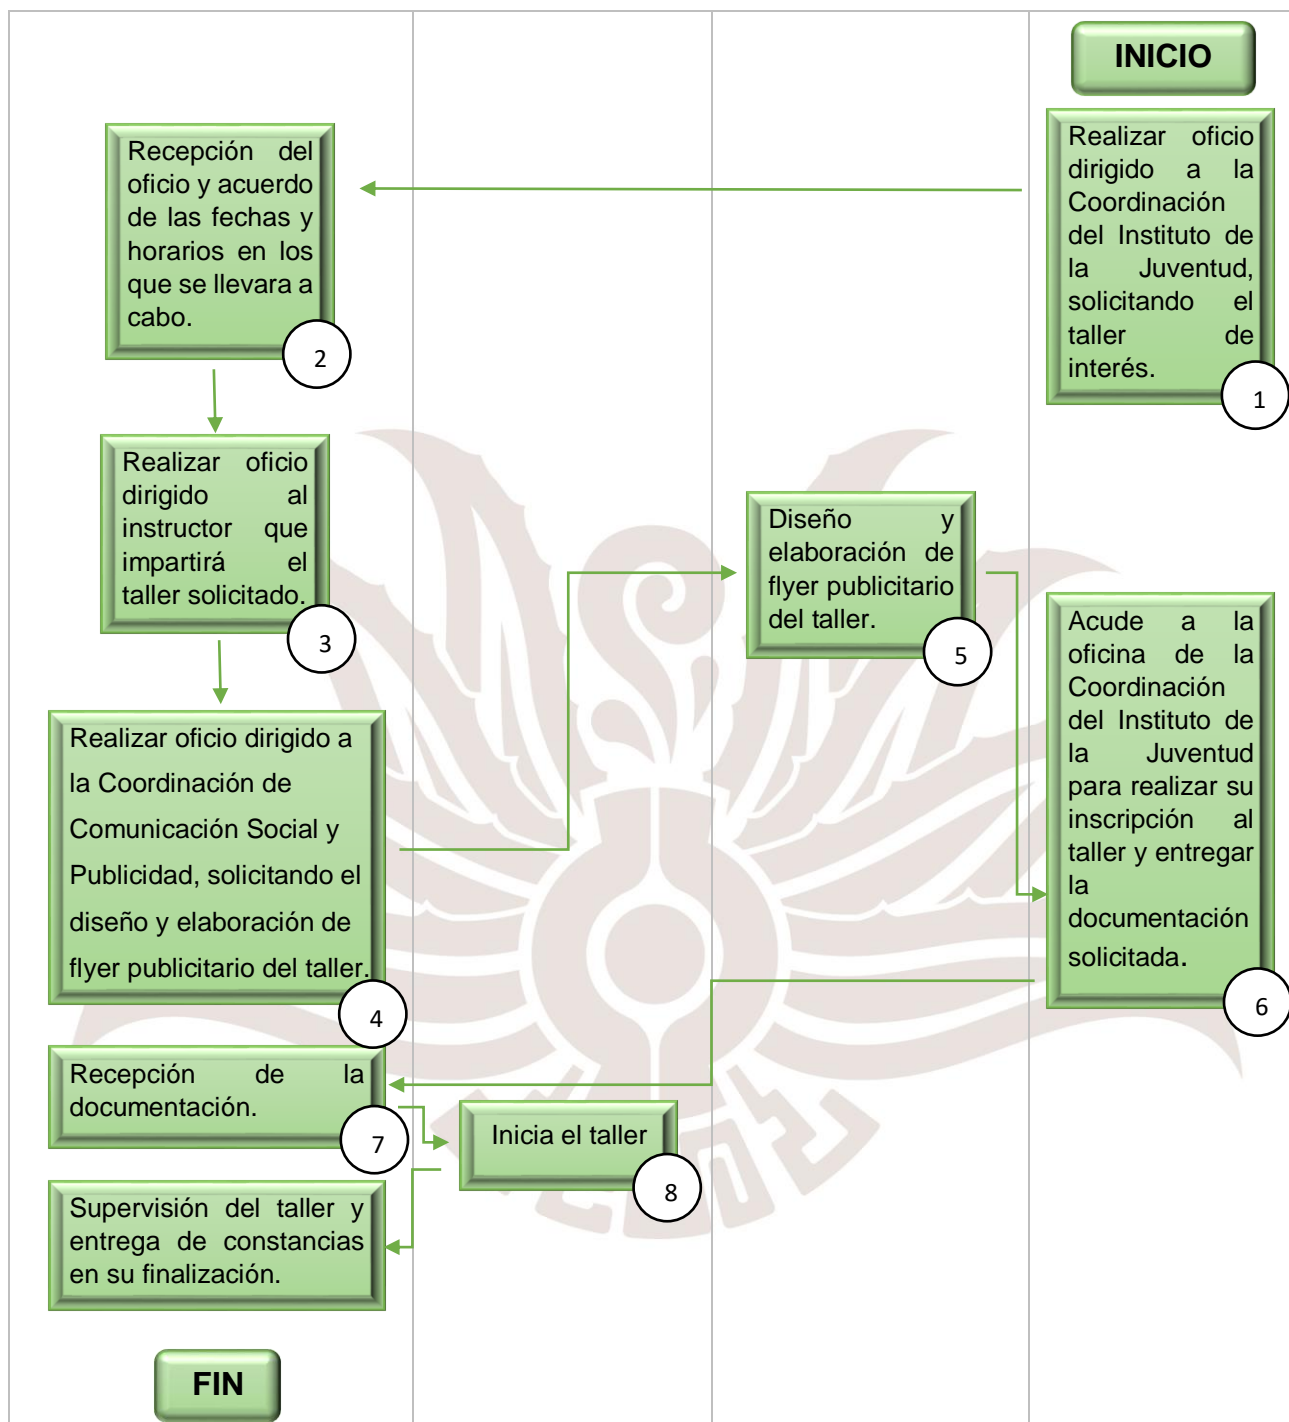 INICIO
Realizar oficio
dirigido a la
Coordinación
del Instituto de
la Juventud,
solicitando el
taller de
interés.
1
Recepción del
oficio y acuerdo
de las fechas y
horarios en los
que se llevara a
cabo.
2
Realizar oficio
dirigido al
instructor que
impartirá el
taller solicitado.
3
Realizar oficio dirigido a
la Coordinación de
Comunicación Social y
Publicidad, solicitando el
diseño y elaboración de
flyer publicitario del taller.
4
Diseño y
elaboración de
flyer publicitario
del taller.
5
Acude a la
oficina de la
Coordinación
del Instituto de
la Juventud
para realizar su
inscripción al
taller y entregar
la
documentación
solicitada.
6
Recepción de la
documentación.
7
Inicia el taller
8
Supervisión del taller y
entrega de constancias
en su finalización.
FIN